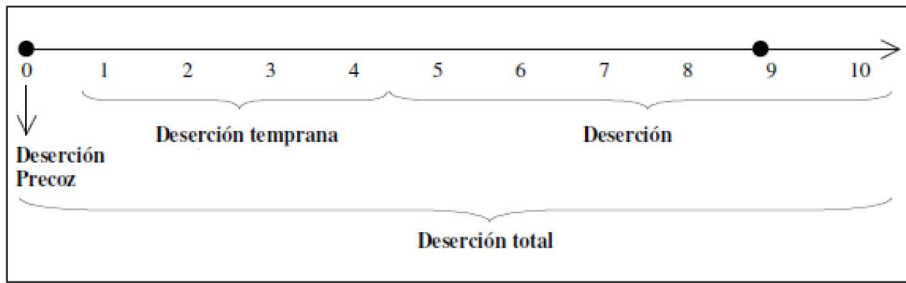 0 1 2 3 4 5 6 7 8 9 10
Deserción temprana Deserción
Deserción
Precoz
Deserción total